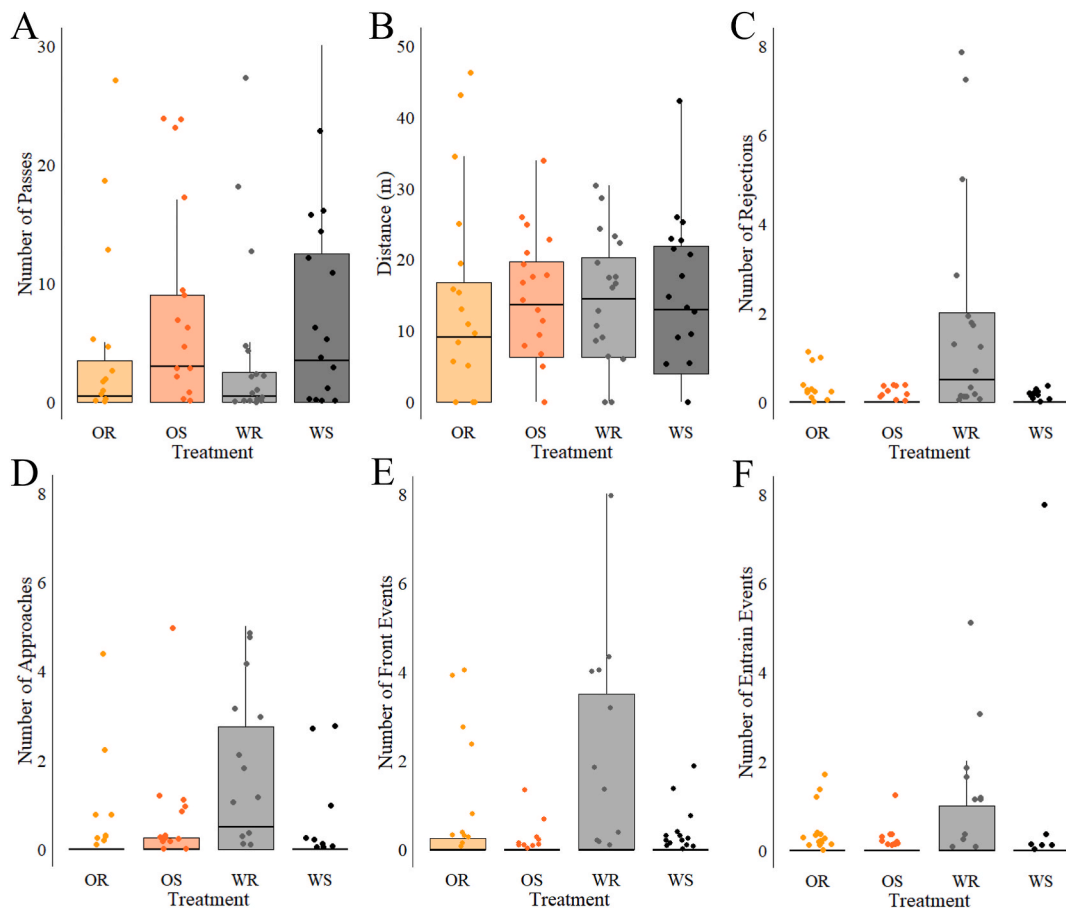 A
Number of Passes
30
20
10
0
OR OS WR WS
Treatment
B
Distance (m)
50
40
30
20
10
0
OR OS WR WS
Treatment
C
Number of Rejections
8
6
4
2
0
OR OS WR WS
Treatment
D
Number of Approaches
8
6
4
2
0
OR OS WR WS
Treatment
E
Number of Front Events
8
6
4
2
0
OR OS WR WS
Treatment
F
Number of Entrain Events
8
6
4
2
0
OR OS WR WS
Treatment